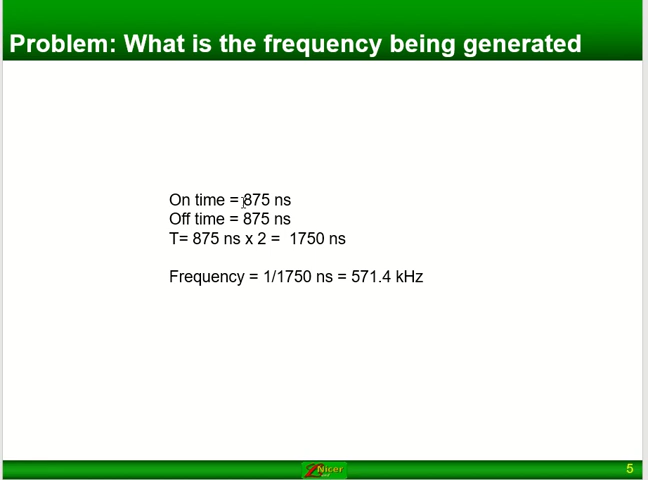 Problem: What is the frequency being generated
On time = 875 ns
Off time = 875 ns
T= 875 ns x 2 =  1750 ns
Frequency = 1/1750 ns = 571.4 kHz
Nicer
5